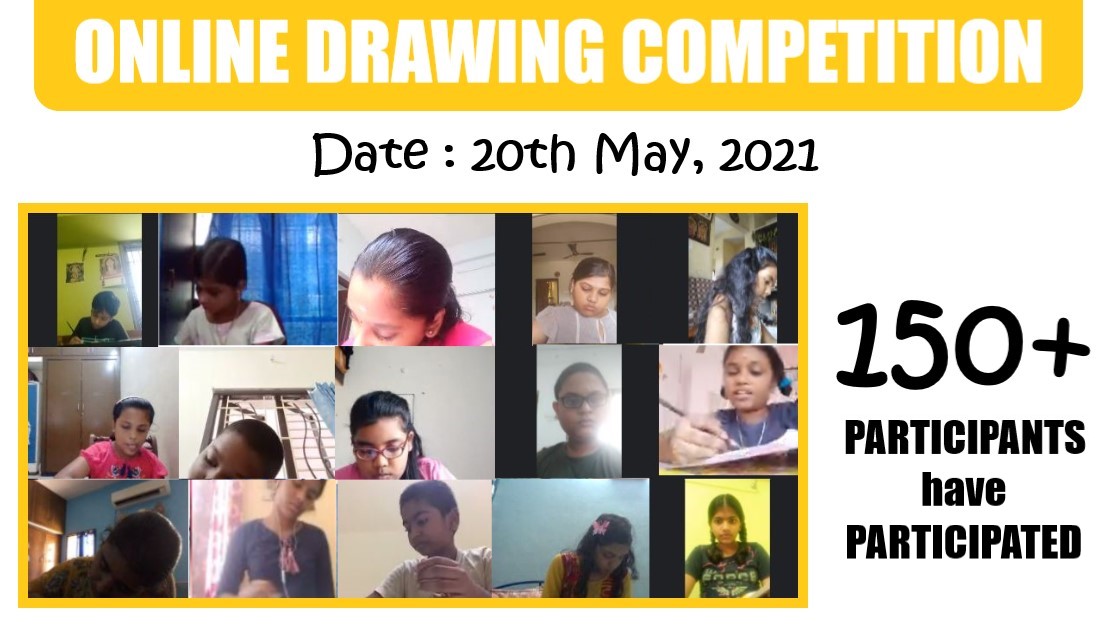 ONLINE DRAWING COMPETITION
Date : 20th May, 2021
150+
PARTICIPANTS
have
PARTICIPATED